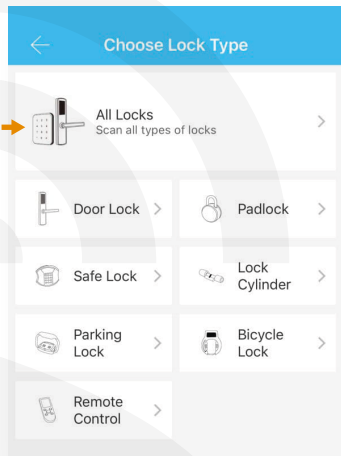 Choose Lock Type
All Locks
Scan all types of locks
Door Lock
Padlock
Safe Lock
Lock
Cylinder
Parking
Lock
Bicycle
Lock
Remote
Control